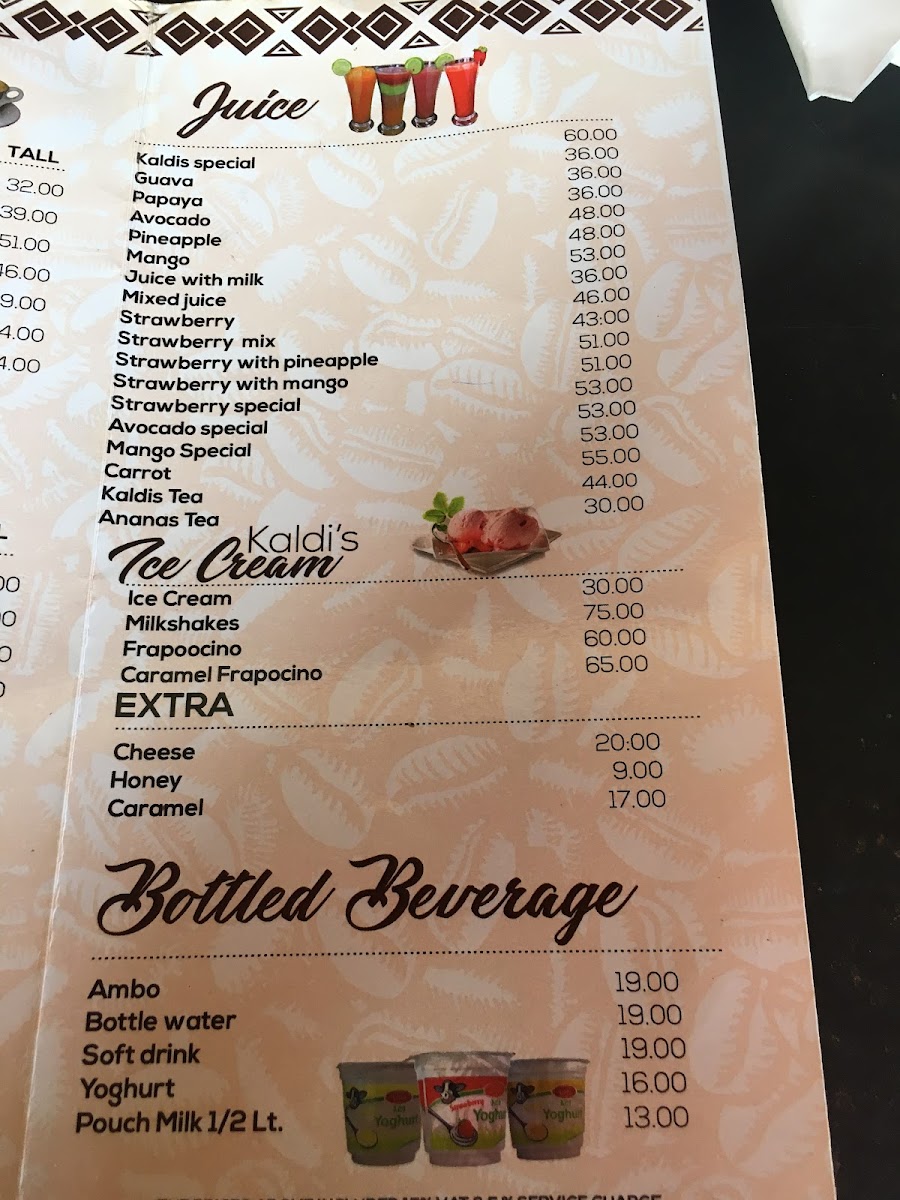 TALL
32.00
39.00
51.00
Juice
Kaldis special 60.00
Guava 36.00
Papaya 36.00
Avocado 36.00
Pineapple 48.00
Mango 48.00
Juice with milk 53.00
Mixed juice 36.00
Strawberry 46.00
Strawberry mix 43:00
Strawberry with pineapple 51.00
Strawberry with mango 51.00
Strawberry special 53.00
Avocado special 53.00
Mango Special 53.00
Carrot 55.00
Kaldis Tea 44.00
Ananas Tea 30.00
Kaldi's
Ice Cream
Ice Cream 30.00
Milkshakes 75.00
Frapoocino 60.00
Caramel Frapocino 65.00
EXTRA
Cheese 20:00
Honey 9.00
Caramel 17.00
Bottled Beverage
Ambo 19.00
Bottle water 19.00
Soft drink 19.00
Yoghurt 16.00
Pouch Milk 1/2 Lt. 13.00
Yoghurt
Yoghurt
Yoghurt
SERVICE CHARGE